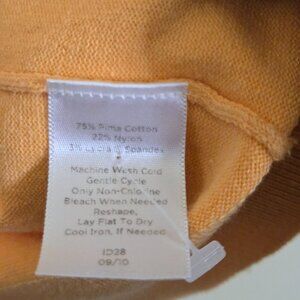 75% Pima Cotton
22% Nylon
3% Lycra® Spandex
Machine Wash Cold
Gentle Cycle
Only Non-Chlorine
Bleach When Needed
Reshape,
Lay Flat To Dry
Cool Iron, If Needed
ID28
09/10